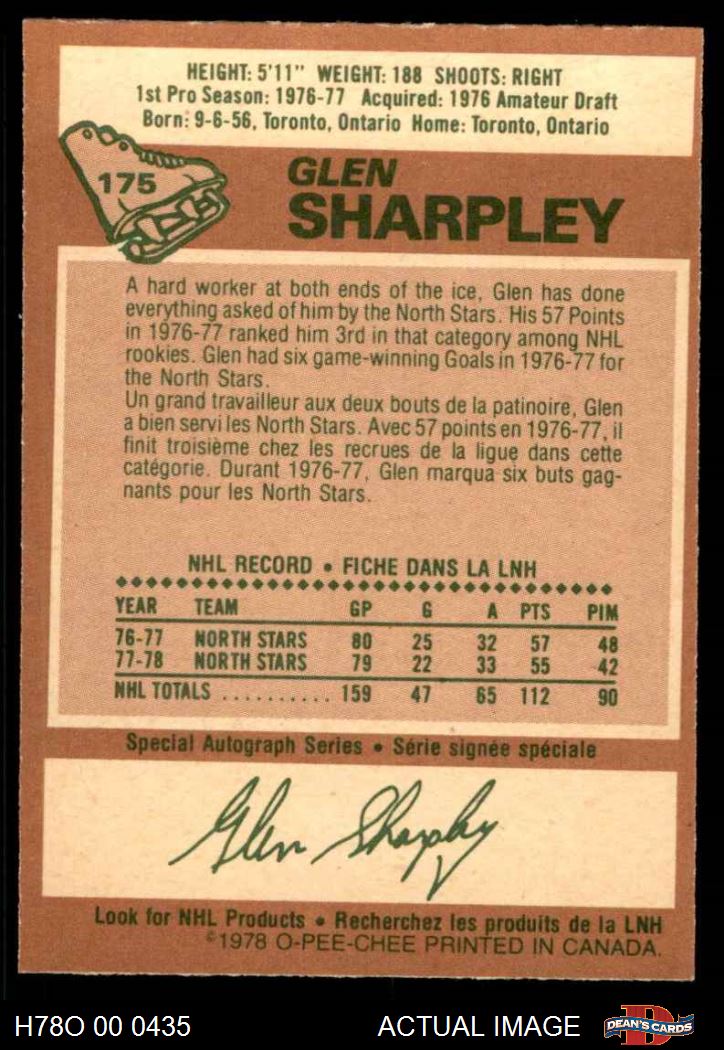 HEIGHT: 5'11" WEIGHT: 188 SHOOTS: RIGHT
1st Pro Season: 1976-77 Acquired: 1976 Amateur Draft
Born: 9-6-56, Toronto, Ontario Home: Toronto, Ontario
175
GLEN
SHARPLEY
A hard worker at both ends of the ice, Glen has done
everything asked of him by the North Stars. His 57 Points
in 1976-77 ranked him 3rd in that category among NHL
rookies. Glen had six game-winning Goals in 1976-77 for
the North Stars.
Un grand travailleur aux deux bouts de la patinoire, Glen
a bien servi les North Stars. Avec 57 points en 1976-77, il
finit troisième chez les recrues de la ligue dans cette
catégorie. Durant 1976-77, Glen marqua six buts gag-
nants pour les North Stars.
NHL RECORD • FICHE DANS LA LNH
YEAR TEAM GP G A PTS PIM
76-77 NORTH STARS 80 25 32 57 48
77-78 NORTH STARS 79 22 33 55 42
NHL TOTALS .......... 159 47 65 112 90
Special Autograph Series • Série signée spéciale
Glen Sharpley
Look for NHL Products • Recherchez les produits de la LNH
©1978 O-PEE-CHEE PRINTED IN CANADA.
H78O 00 0435 ACTUAL IMAGE DEAN'S CARDS